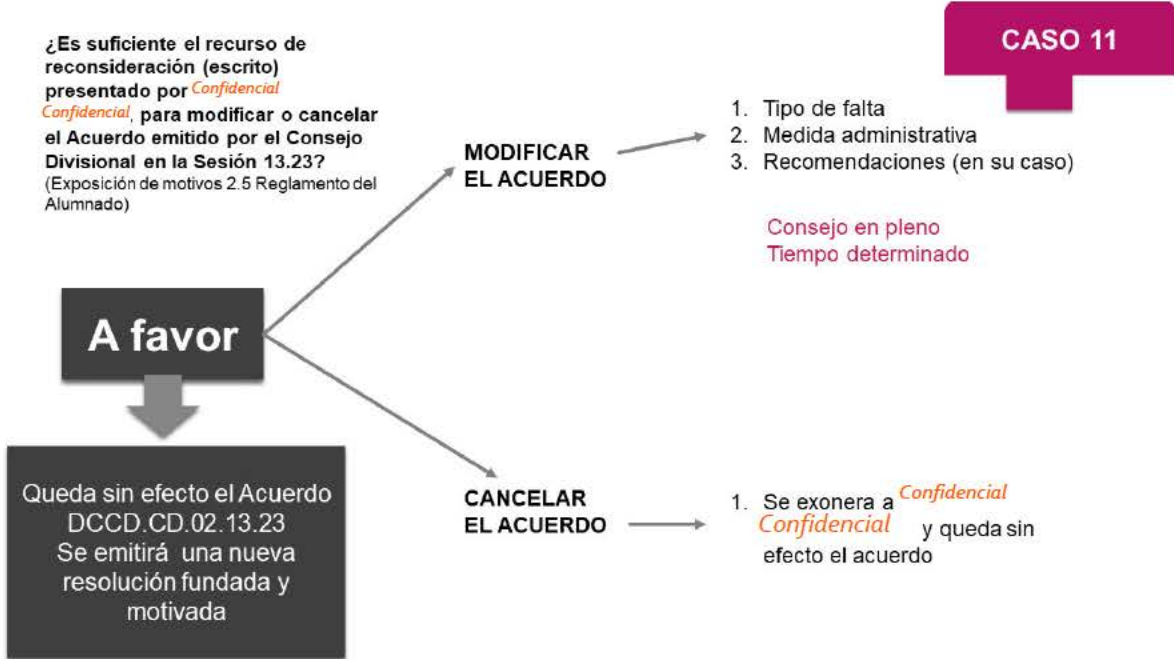 CASO 11
¿Es suficiente el recurso de
reconsideración (escrito)
presentado por Confidencial
Confidencial, para modificar o cancelar
el Acuerdo emitido por el Consejo
Divisional en la Sesión 13.23?
(Exposición de motivos 2.5 Reglamento del
Alumnado)
A favor
Queda sin efecto el Acuerdo
DCCD.CD.02.13.23
Se emitirá una nueva
resolución fundada y
motivada
MODIFICAR
EL ACUERDO
1. Tipo de falta
2. Medida administrativa
3. Recomendaciones (en su caso)
Consejo en pleno
Tiempo determinado
CANCELAR
EL ACUERDO
1. Se exonera a Confidencial
Confidencial y queda sin
efecto el acuerdo